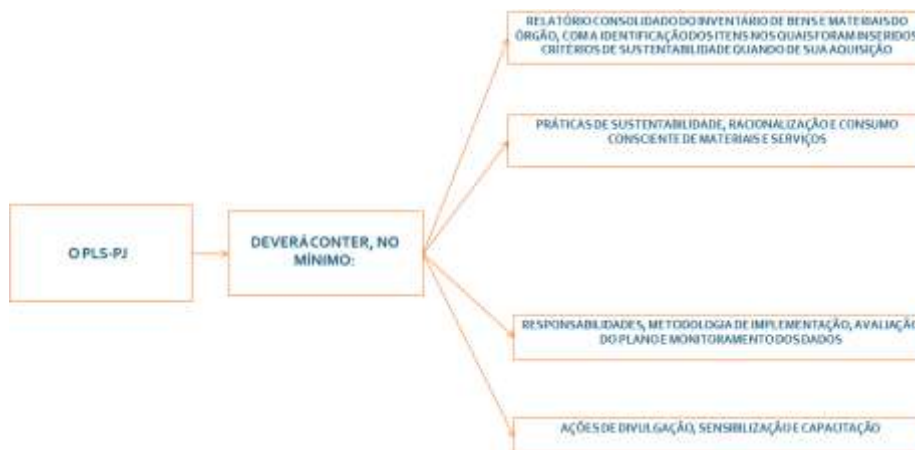 RELATÓRIO CONSOLIDADO DO INVENTÁRIO DE BENS E MATERIAIS DO
ÓRGÃO, COM A IDENTIFICAÇÃO DOS ITENS NOS QUAIS FORAM INSERIDOS
CRITÉRIOS DE SUSTENTABILIDADE QUANDO DE SUA AQUISIÇÃO
PRÁTICAS DE SUSTENTABILIDADE, RACIONALIZAÇÃO E CONSUMO
CONSCIENTE DE MATERIAIS E SERVIÇOS
O PLS-PJ
DEVERÁ CONTER, NO
MÍNIMO:
RESPONSABILIDADES, METODOLOGIA DE IMPLEMENTAÇÃO, AVALIAÇÃO
DO PLANO E MONITORAMENTO DOS DADOS
AÇÕES DE DIVULGAÇÃO, SENSIBILIZAÇÃO E CAPACITAÇÃO